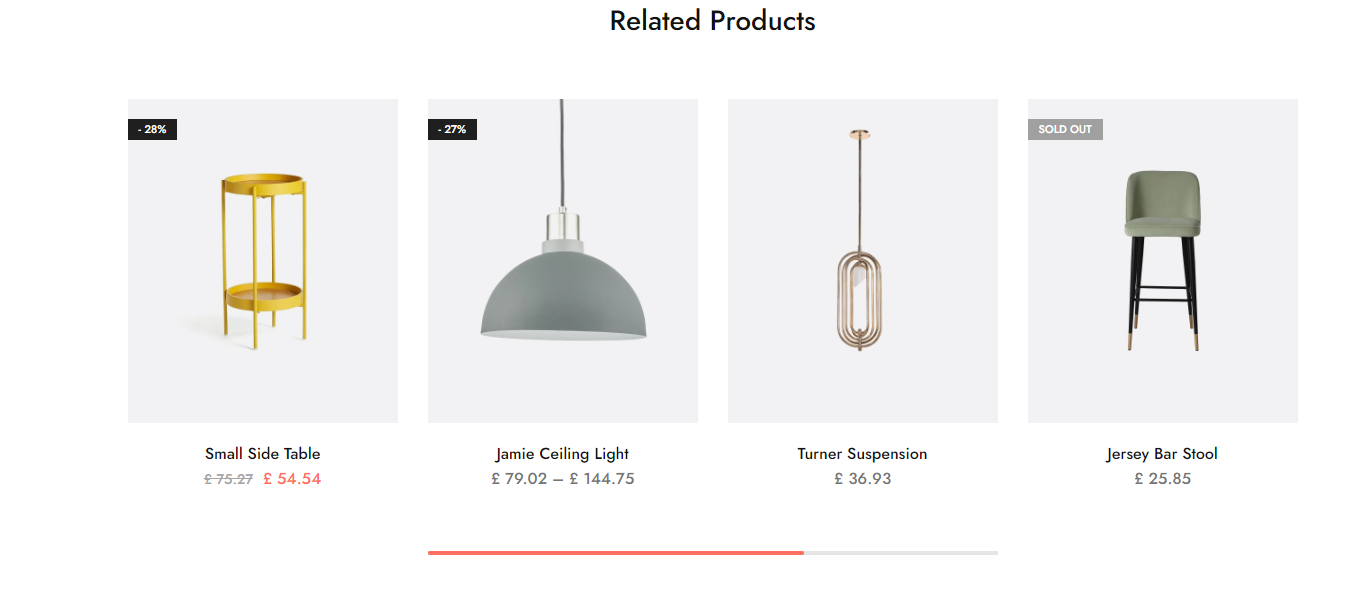 Related Products
- 28%
- 27%
SOLD OUT
Small Side Table
£ 75.27 £ 54.54
Jamie Ceiling Light
£ 79.02 – £ 144.75
Turner Suspension
£ 36.93
Jersey Bar Stool
£ 25.85